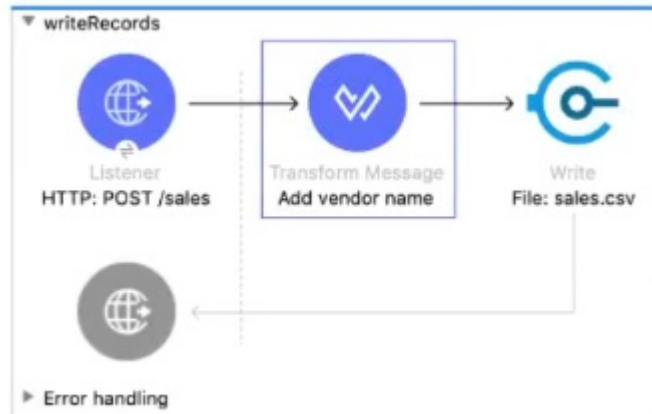 writeRecords
Listener
HTTP: POST /sales
Transform Message
Add vendor name
Write
File: sales.csv
Error handling